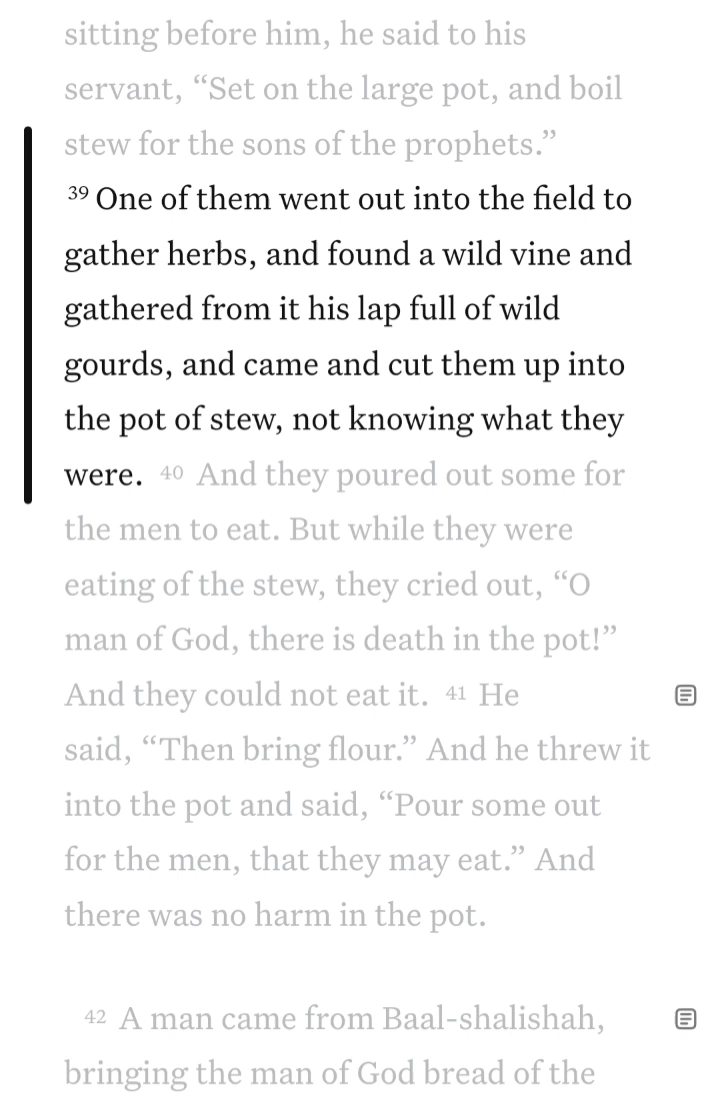 sitting before him, he said to his
servant, “Set on the large pot, and boil
stew for the sons of the prophets.”
39 One of them went out into the field to
gather herbs, and found a wild vine and
gathered from it his lap full of wild
gourds, and came and cut them up into
the pot of stew, not knowing what they
were. 40 And they poured out some for
the men to eat. But while they were
eating of the stew, they cried out, “O
man of God, there is death in the pot!”
And they could not eat it. 41 He
said, “Then bring flour.” And he threw it
into the pot and said, “Pour some out
for the men, that they may eat.” And
there was no harm in the pot.
42 A man came from Baal-shalishah,
bringing the man of God bread of the